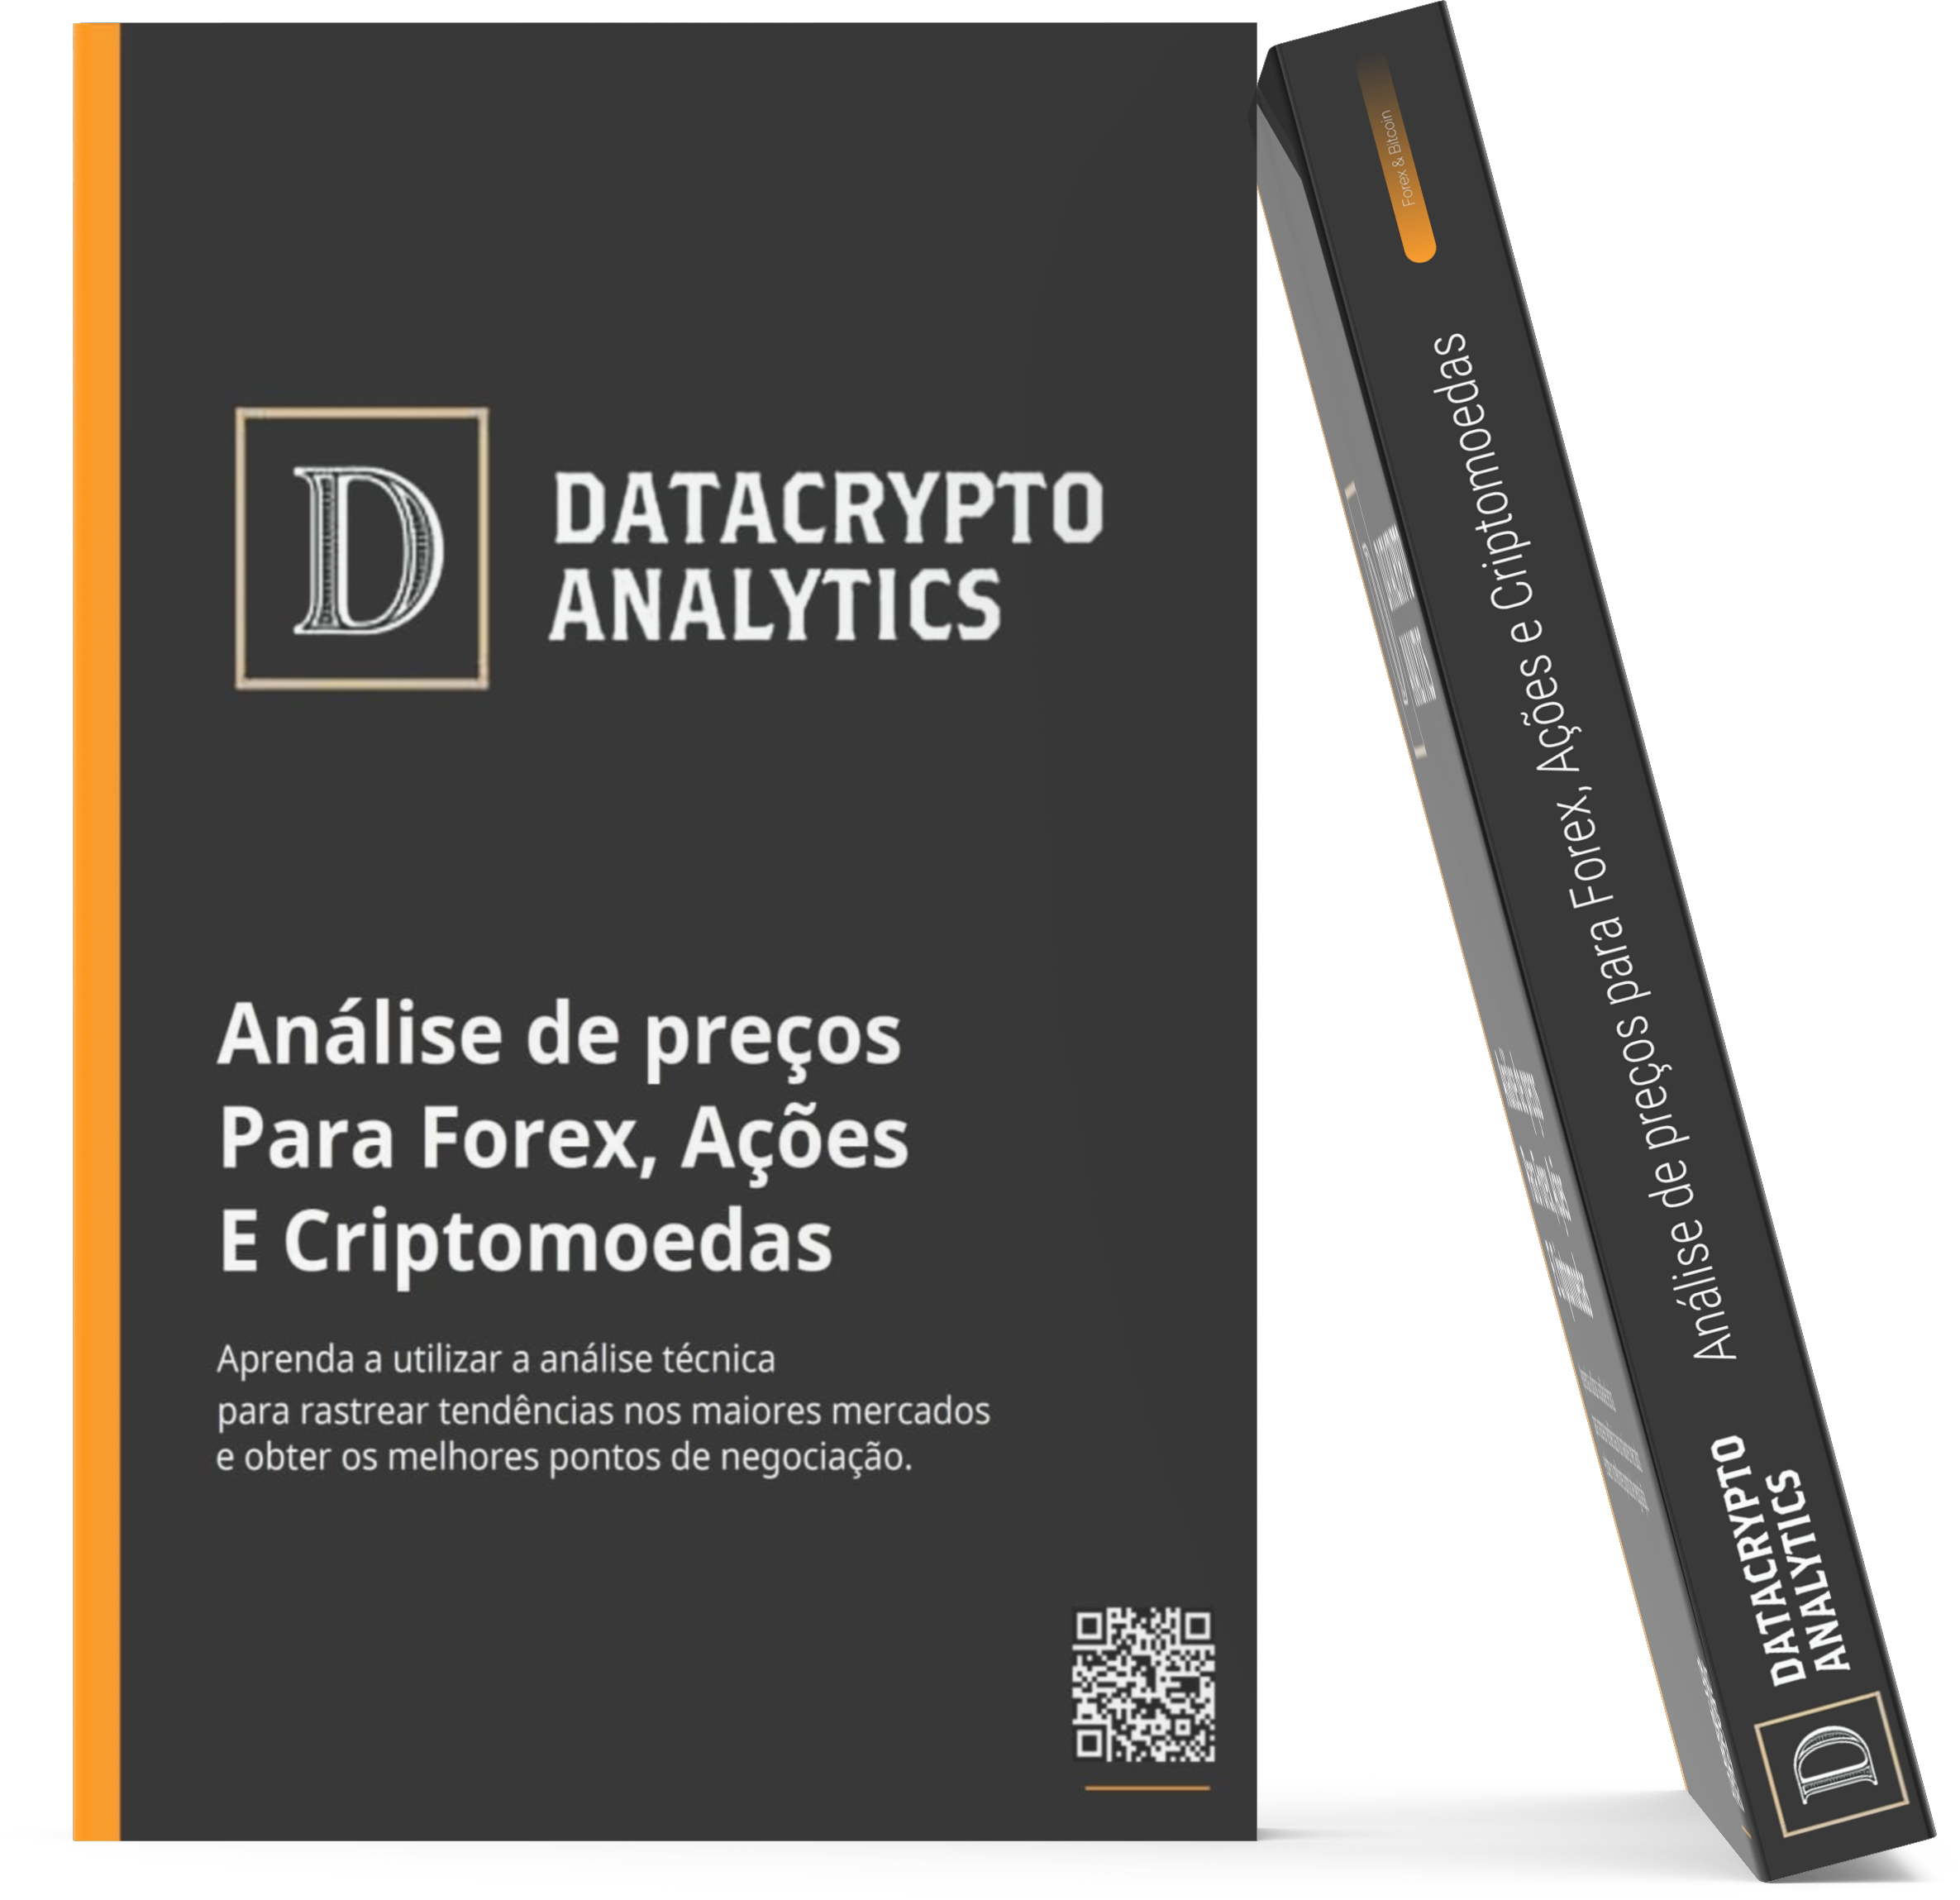 D
DATACRYPTO
ANALYTICS
Análise de preços
Para Forex, Ações
E Criptomoedas
Aprenda a utilizar a análise técnica
para rastrear tendências nos maiores mercados
e obter os melhores pontos de negociação.
Forex & Bitcoin
Análise de preços para Forex, Ações e Criptomoedas
DATACRYPTO
ANALYTICS
D